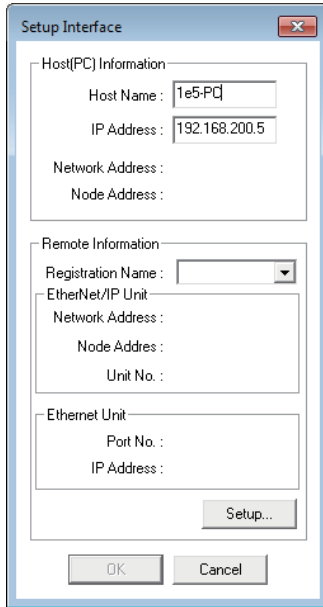 Setup Interface
Host(PC) Information
Host Name : 1e5-PC
IP Address : 192.168.200.5
Network Address :
Node Address :
Remote Information
Registration Name :
EtherNet/IP Unit
Network Address :
Node Addres :
Unit No. :
Ethernet Unit
Port No. :
IP Address :
Setup...
OK Cancel